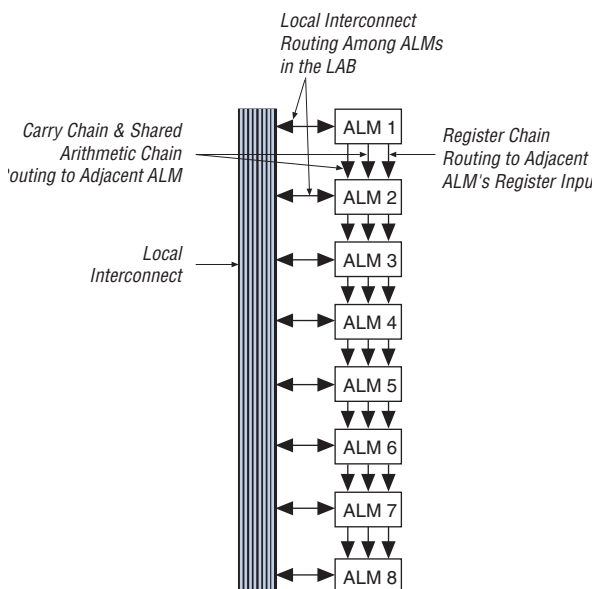 Local Interconnect
Routing Among ALMs
in the LAB
Carry Chain & Shared
Arithmetic Chain
outing to Adjacent ALM
Register Chain
Routing to Adjacent
ALM's Register Inpu
Local
Interconnect
ALM 1
ALM 2
ALM 3
ALM 4
ALM 5
ALM 6
ALM 7
ALM 8